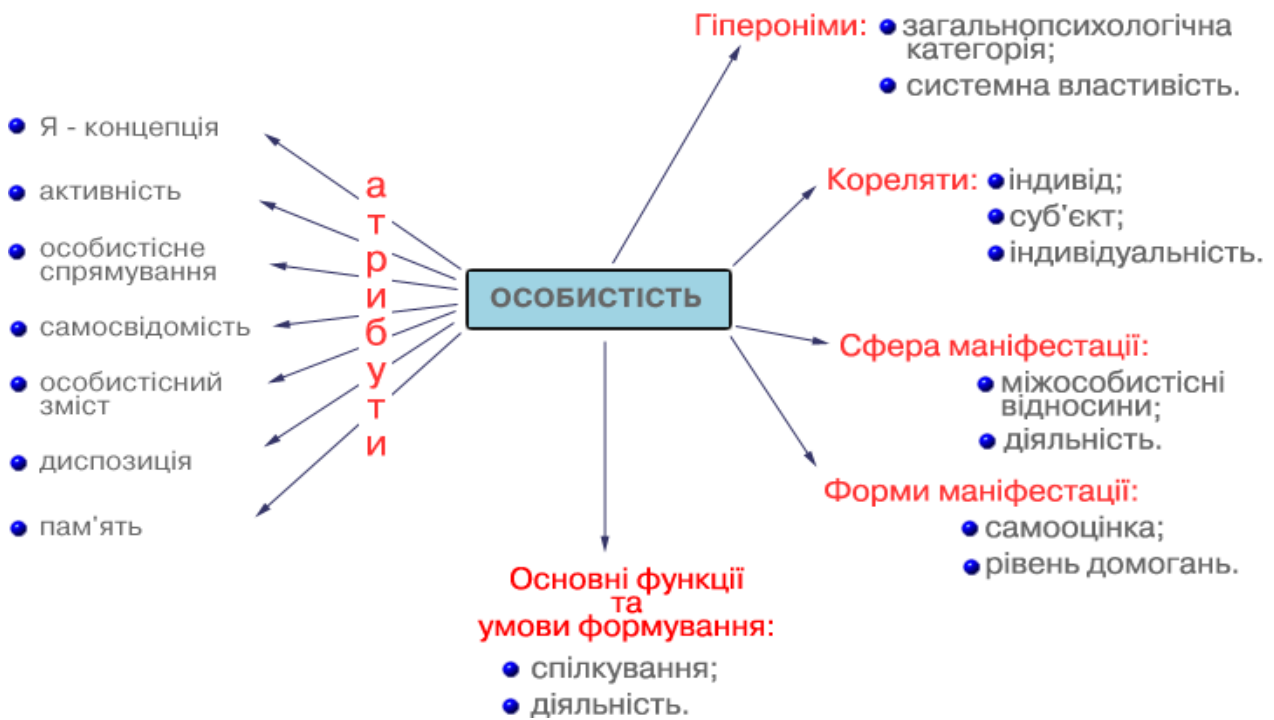 Гіпероніми: загальнопсихологічна
категорія;
системна властивість.
Я - концепція
активність
особистісне
спрямування
самосвідомість
особистісний
зміст
диспозиція
пам'ять
атрибути
ОСОБИСТІСТЬ
Кореляти: індивід;
суб'єкт;
індивідуальність.
Сфера маніфестації:
міжособистісні
відносини;
діяльність.
Форми маніфестації:
самооцінка;
рівень домогань.
Основні функції
та
умови формування:
спілкування;
діяльність.